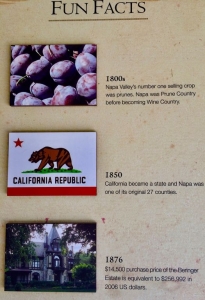 FUN FACTS
1800s
Napa Valley's number one selling crop
was prunes. Napa was Prune Country
before becoming Wine Country.
CALIFORNIA REPUBLIC
1850
California became a state and Napa was
one of its original 27 counties.
1876
$14,500 purchase price of the Beringer
Estate is equivalent to $256,992 in
2006 US dollars.